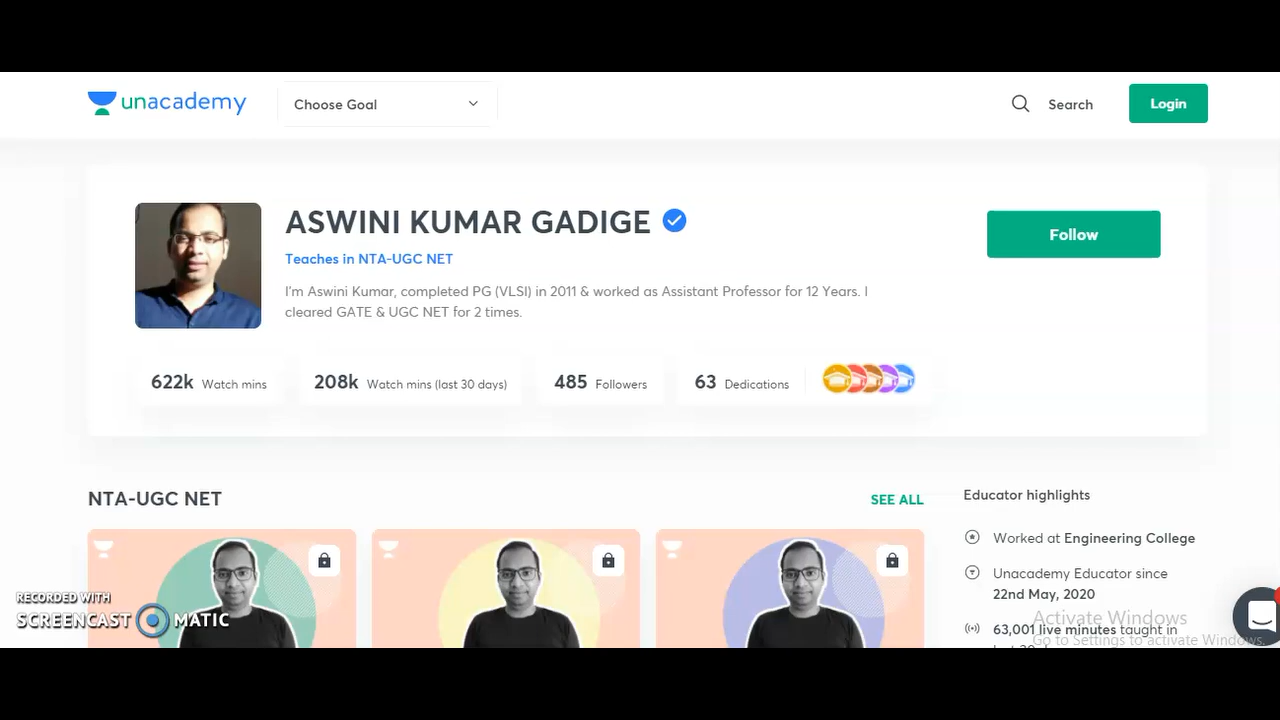 unacademy
Choose Goal
Search
Login
ASWINI KUMAR GADIGE
Follow
Teaches in NTA-UGC NET
I'm Aswini Kumar, completed PG (VLSI) in 2011 & worked as Assistant Professor for 12 Years. I
cleared GATE & UGC NET for 2 times.
622k Watch mins
208k Watch mins (last 30 days)
485 Followers
63 Dedications
NTA-UGC NET
SEE ALL
Educator highlights
Worked at Engineering College
Unacademy Educator since
22nd May, 2020
63,001 live minutes taught in
RECORDED WITH
SCREENCAST MATIC
Activate Windows
Go to Settings to activate Windows.